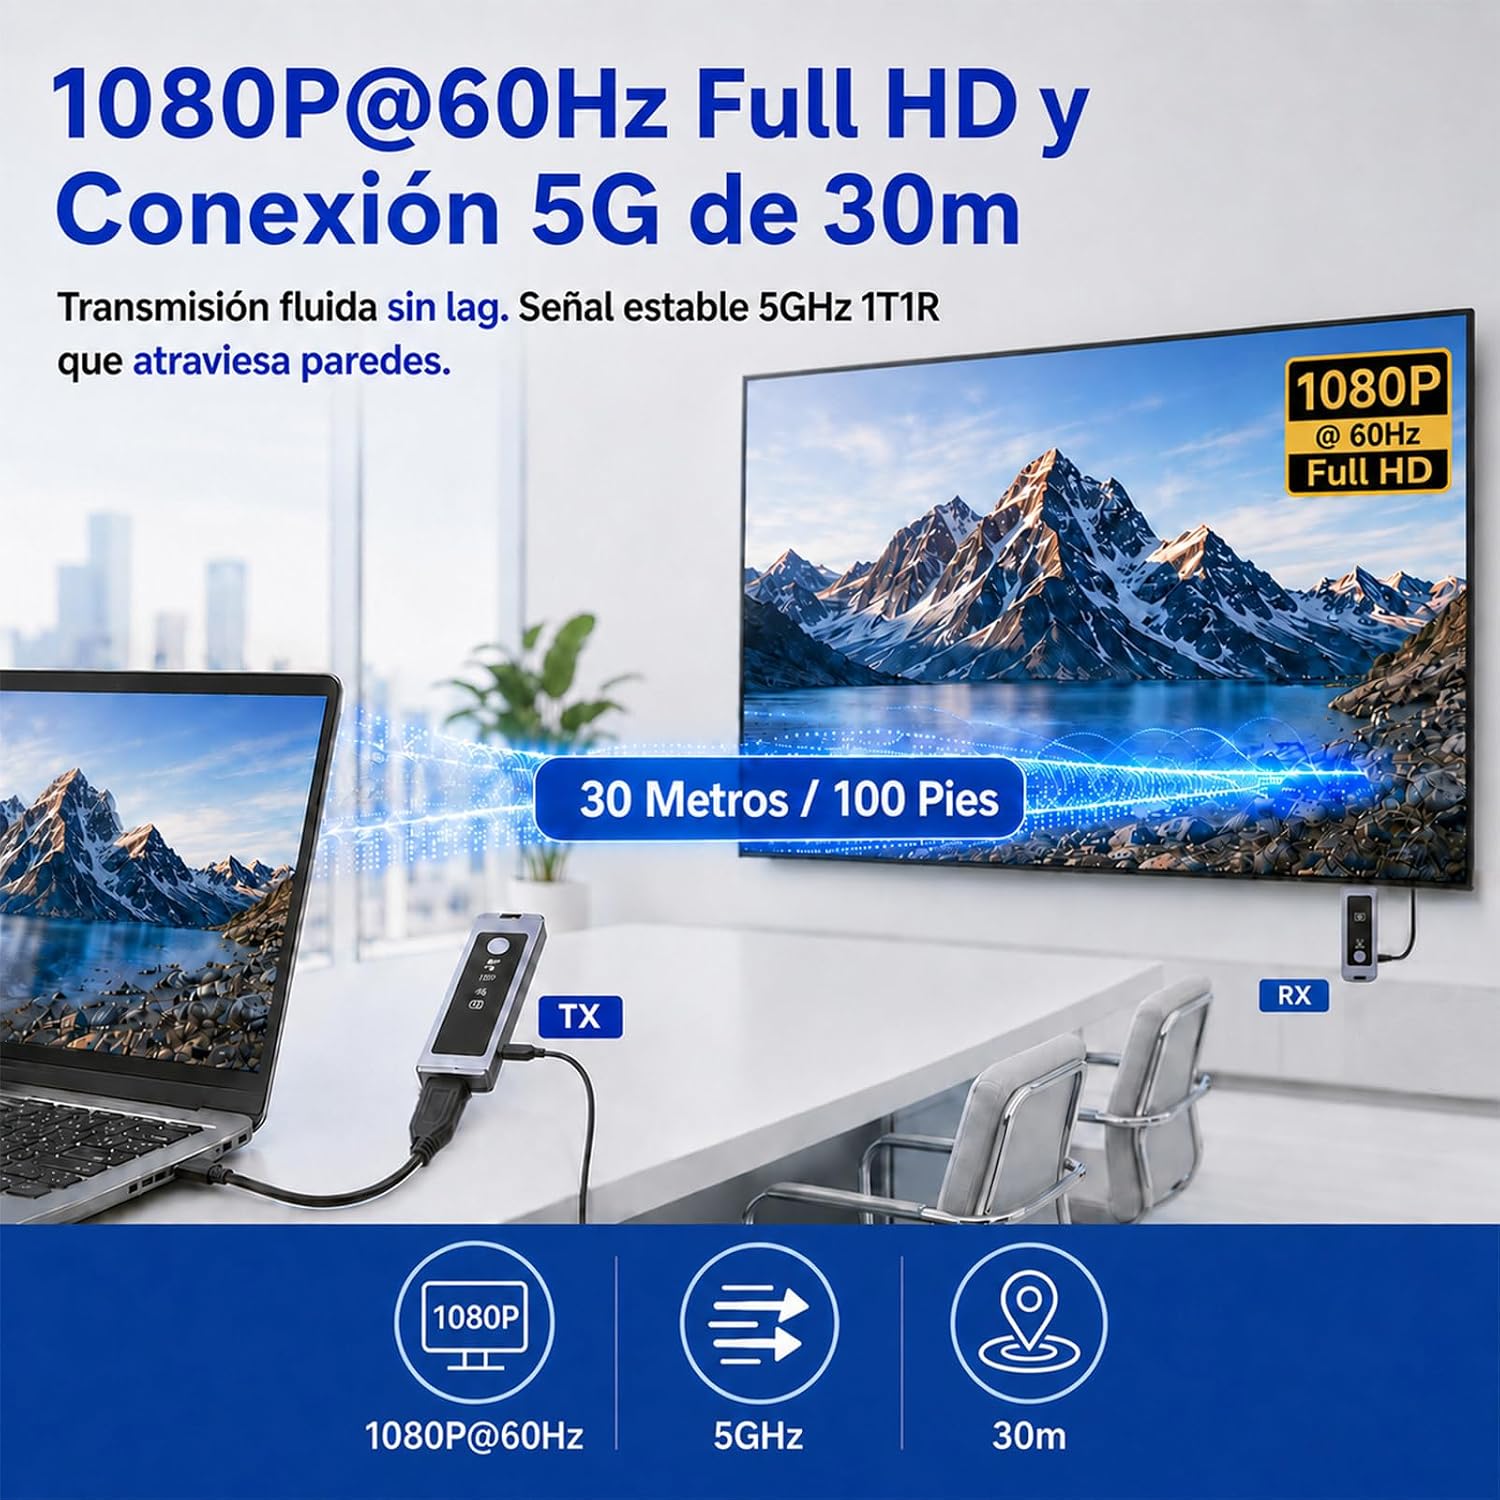 1080P@60Hz Full HD y
Conexión 5G de 30m
Transmisión fluida sin lag. Señal estable 5GHz 1T1R
que atraviesa paredes.
1080P
@ 60Hz
Full HD
30 Metros / 100 Pies
TX
RX
1080P
1080P@60Hz
5GHz
30m